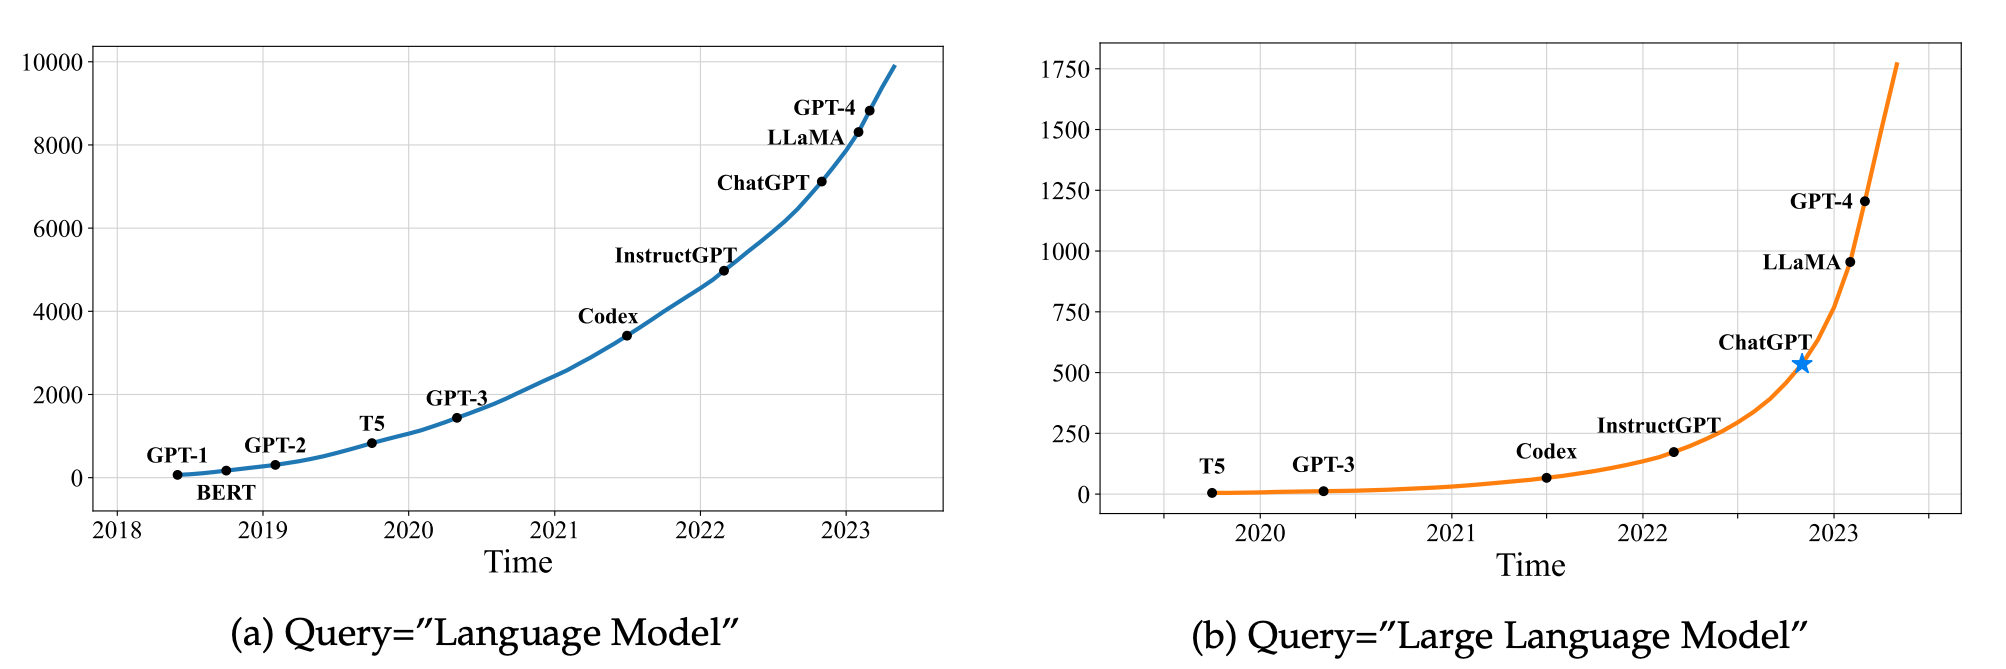 10000
8000
6000
4000
2000
0
GPT-4
LLaMA
ChatGPT
InstructGPT
Codex
GPT-3
T5
GPT-2
GPT-1
BERT
2018 2019 2020 2021 2022 2023
Time
(a) Query=”Language Model”
1750
1500
1250
1000
750
500
250
0
GPT-4
LLaMA
ChatGPT
InstructGPT
Codex
GPT-3
T5
2020 2021 2022 2023
Time
(b) Query=”Large Language Model”